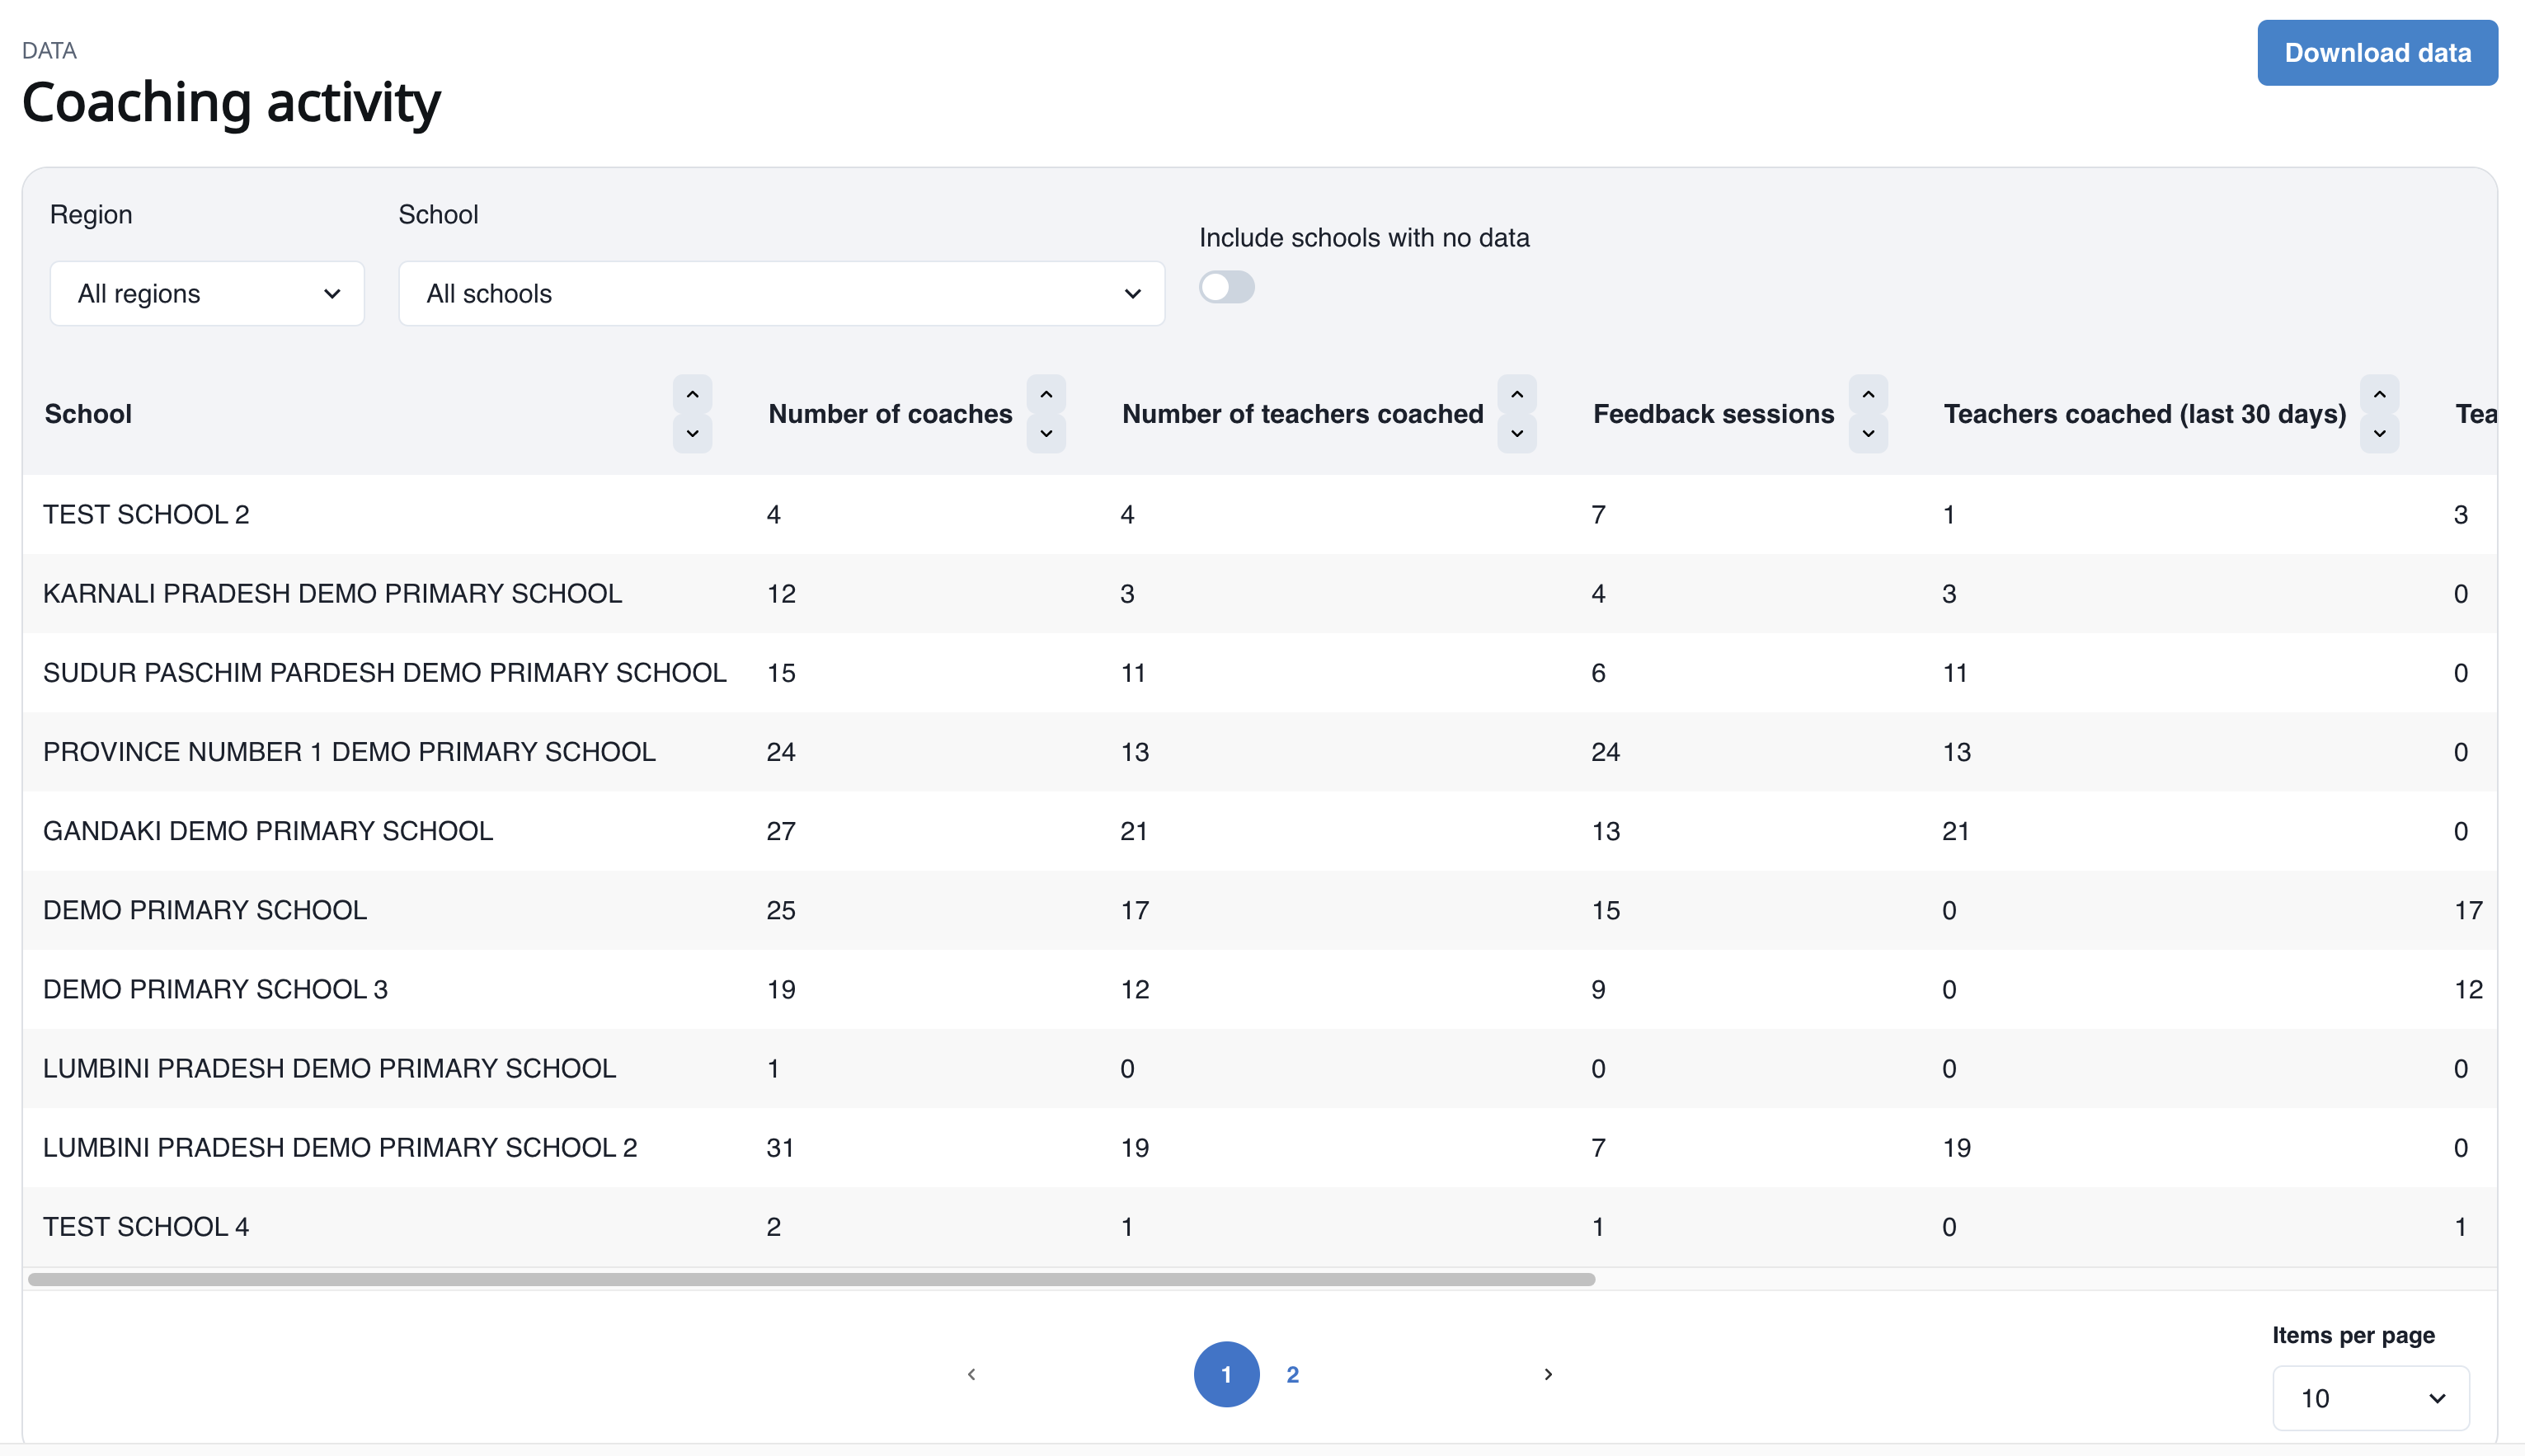 DATA
Download data
Coaching activity
Region
School
Include schools with no data
All regions
All schools
School Number of coaches Number of teachers coached Feedback sessions Teachers coached (last 30 days) Tea
TEST SCHOOL 2 4 4 7 1 3
KARNALI PRADESH DEMO PRIMARY SCHOOL 12 3 4 3 0
SUDUR PASCHIM PARDESH DEMO PRIMARY SCHOOL 15 11 6 11 0
PROVINCE NUMBER 1 DEMO PRIMARY SCHOOL 24 13 24 13 0
GANDAKI DEMO PRIMARY SCHOOL 27 21 13 21 0
DEMO PRIMARY SCHOOL 25 17 15 0 17
DEMO PRIMARY SCHOOL 3 19 12 9 0 12
LUMBINI PRADESH DEMO PRIMARY SCHOOL 1 0 0 0 0
LUMBINI PRADESH DEMO PRIMARY SCHOOL 2 31 19 7 19 0
TEST SCHOOL 4 2 1 1 0 1
1 2
Items per page
10